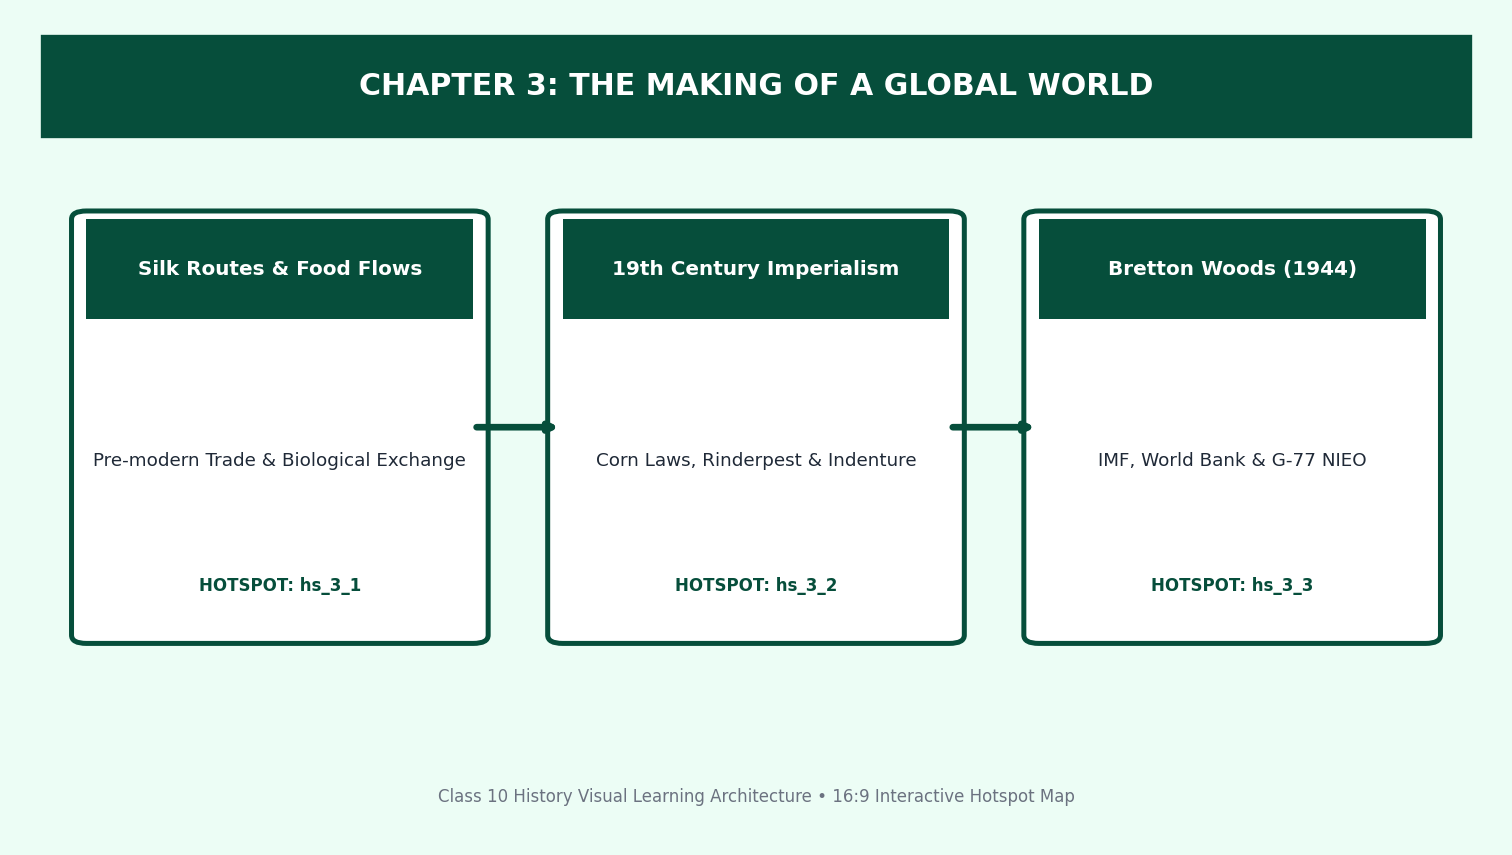 CHAPTER 3: THE MAKING OF A GLOBAL WORLD
Silk Routes & Food Flows
Pre-modern Trade & Biological Exchange
HOTSPOT: hs_3_1
19th Century Imperialism
Corn Laws, Rinderpest & Indenture
HOTSPOT: hs_3_2
Bretton Woods (1944)
IMF, World Bank & G-77 NIEO
HOTSPOT: hs_3_3
Class 10 History Visual Learning Architecture • 16:9 Interactive Hotspot Map